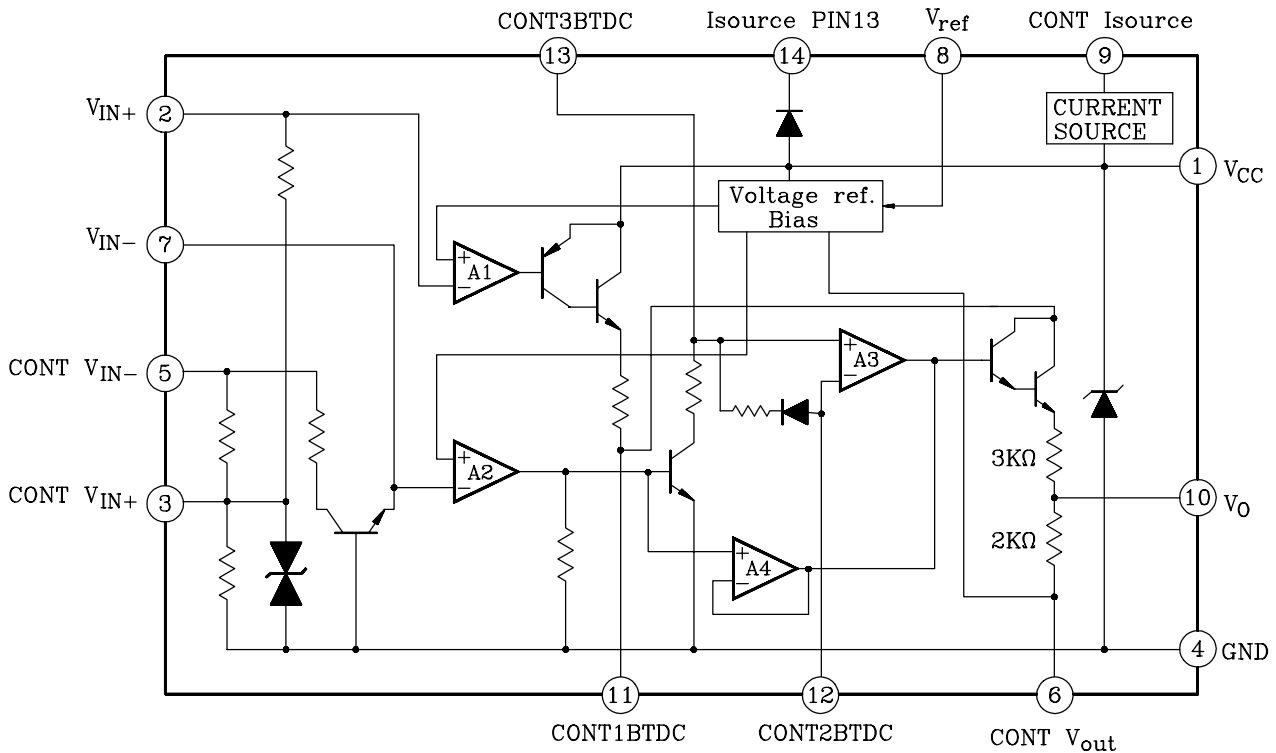 CONT3BTDC
Isource PIN13
Vref
CONT Isource
13
14
8
9
VIN+
2
CURRENT
SOURCE
1
VCC
Voltage ref.
Bias
VIN−
7
+
A1
−
CONT VIN−
5
+
A3
−
+
A2
−
3KΩ
CONT VIN+
3
10
VO
2KΩ
+
A4
−
4
GND
11
12
6
CONT1BTDC
CONT2BTDC
CONT Vout